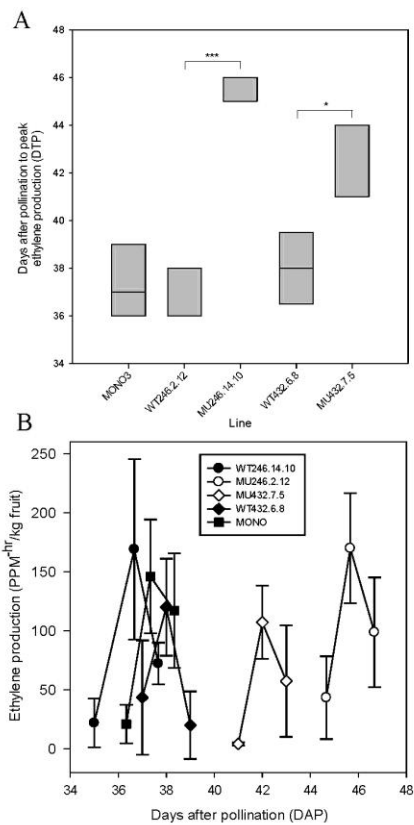 A
48
46
44
42
40
38
36
34
Days after pollination to peak
ethylene production (DTP)
***
*
MONO3
WT246.2.12
MU246.14.10
WT432.6.8
MU432.7.5
Line
B
250
200
150
100
50
0
Ethylene production (PPM⁻ʰʳ/kg fruit)
WT246.14.10
MU246.2.12
MU432.7.5
WT432.6.8
MONO
34 36 38 40 42 44 46 48
Days after pollination (DAP)